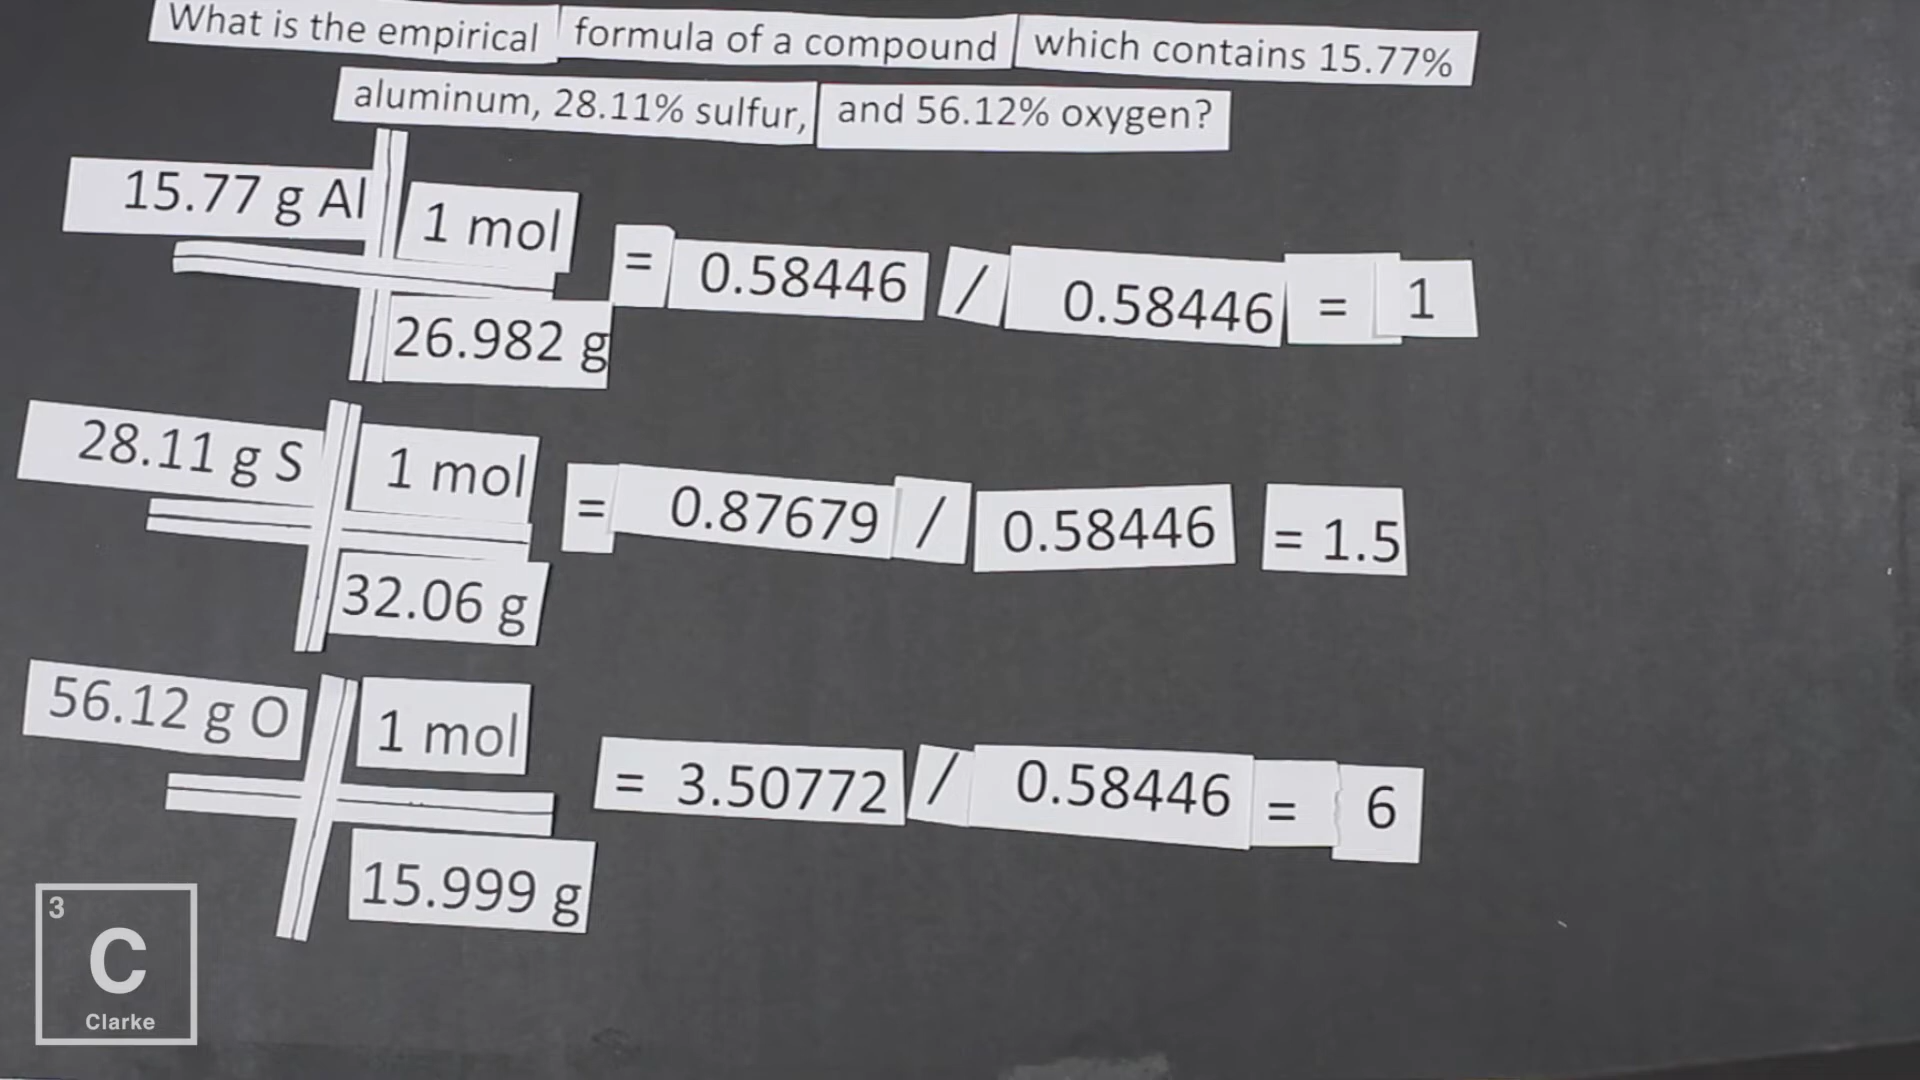 What is the empirical formula of a compound which contains 15.77%
aluminum, 28.11% sulfur, and 56.12% oxygen?
15.77 g Al 1 mol = 0.58446 / 0.58446 = 1
26.982 g
28.11 g S 1 mol = 0.87679 / 0.58446 = 1.5
32.06 g
56.12 g O 1 mol = 3.50772 / 0.58446 = 6
15.999 g
3
C
Clarke